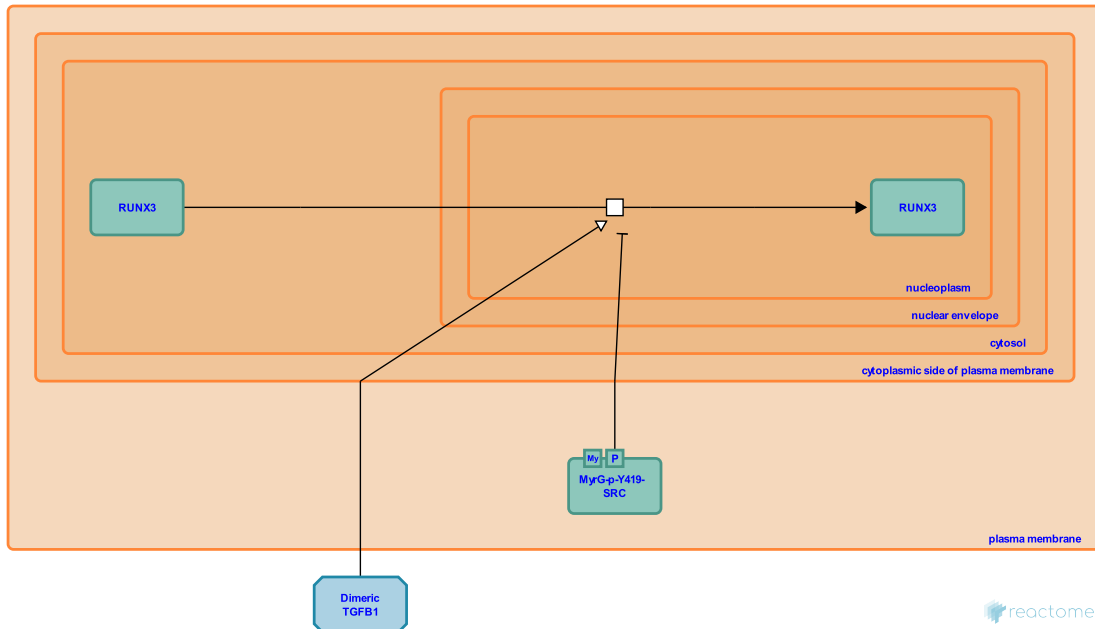 RUNX3
RUNX3
nucleoplasm
nuclear envelope
cytosol
cytoplasmic side of plasma membrane
My
P
MyrG-p-Y419-
SRC
plasma membrane
Dimeric
TGFB1
reactome